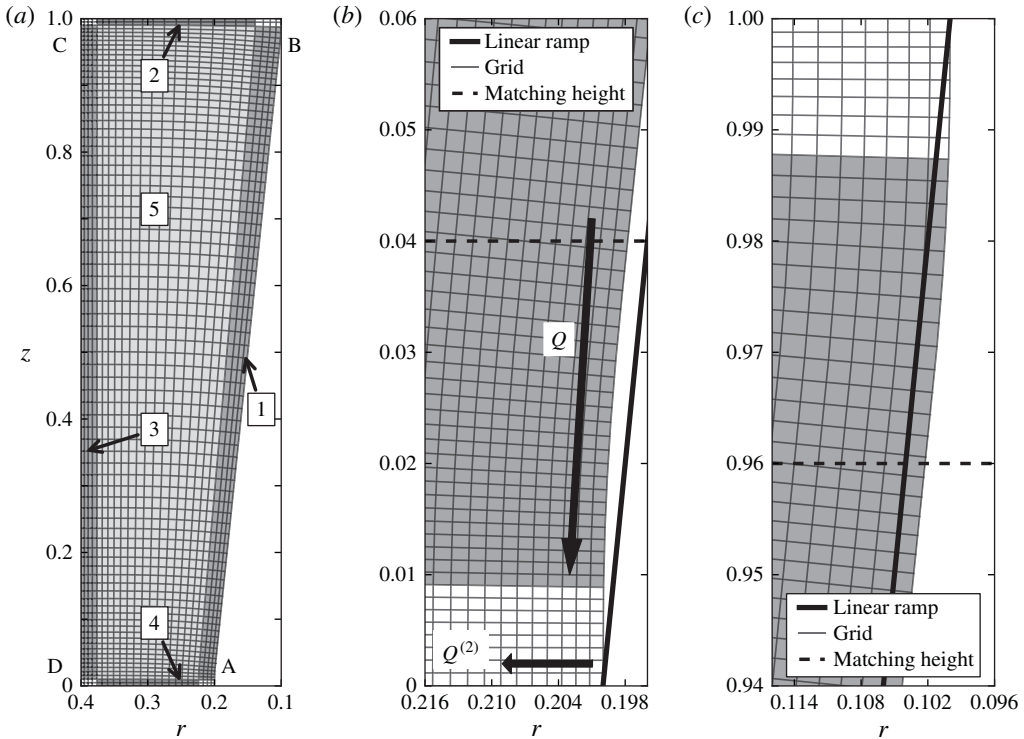 (a)
1.0
0.8
0.6
0.4
0.2
0
z
C
B
D
A
2
5
3
1
4
0.4
0.3
0.2
0.1
r
(b)
0.06
0.05
0.04
0.03
0.02
0.01
0
Linear ramp
Grid
Matching height
Q
Q(2)
0.216
0.210
0.204
0.198
r
(c)
1.00
0.99
0.98
0.97
0.96
0.95
0.94
Linear ramp
Grid
Matching height
0.114
0.108
0.102
0.096
r